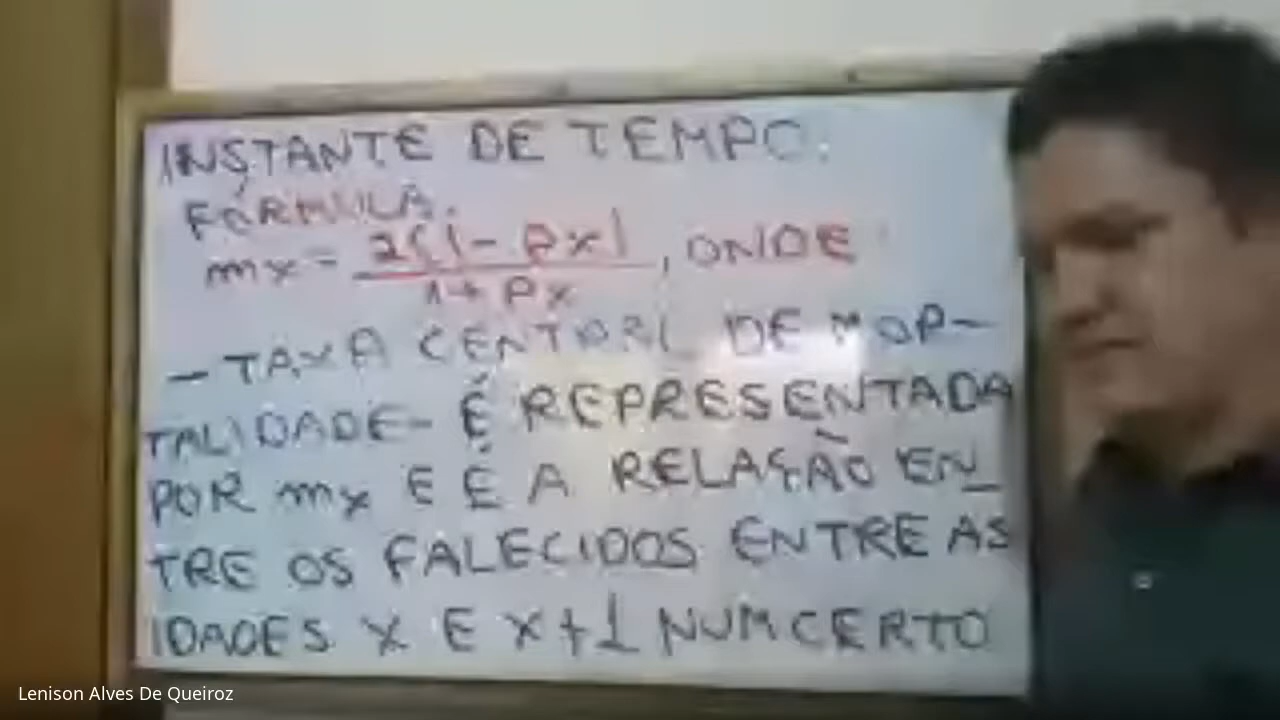 INSTANTE DE TEMPO.
FÓRMULA.
mx = 2(1 - Px) / 1 + Px, ONDE:
- TAXA CENTRAL DE MOR-
TALIDADE - É REPRESENTADA
POR mx E É A RELAÇÃO EN_
TRE OS FALECIDOS ENTRE AS
IDADES X E X+1 NUM CERTO
Lenison Alves De Queiroz